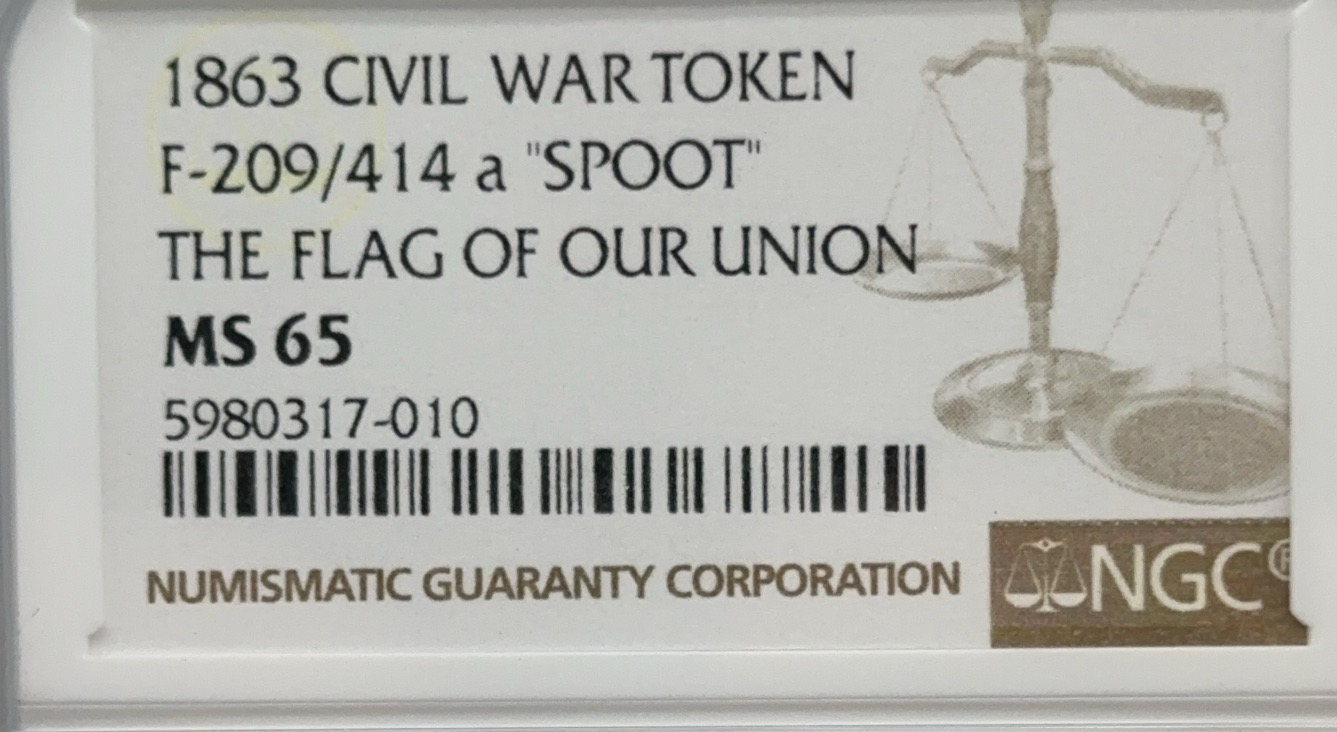 1863 CIVIL WAR TOKEN
F-209/414 a "SPOOT"
THE FLAG OF OUR UNION
MS 65
5980317-010
NUMISMATIC GUARANTY CORPORATION
NGC®